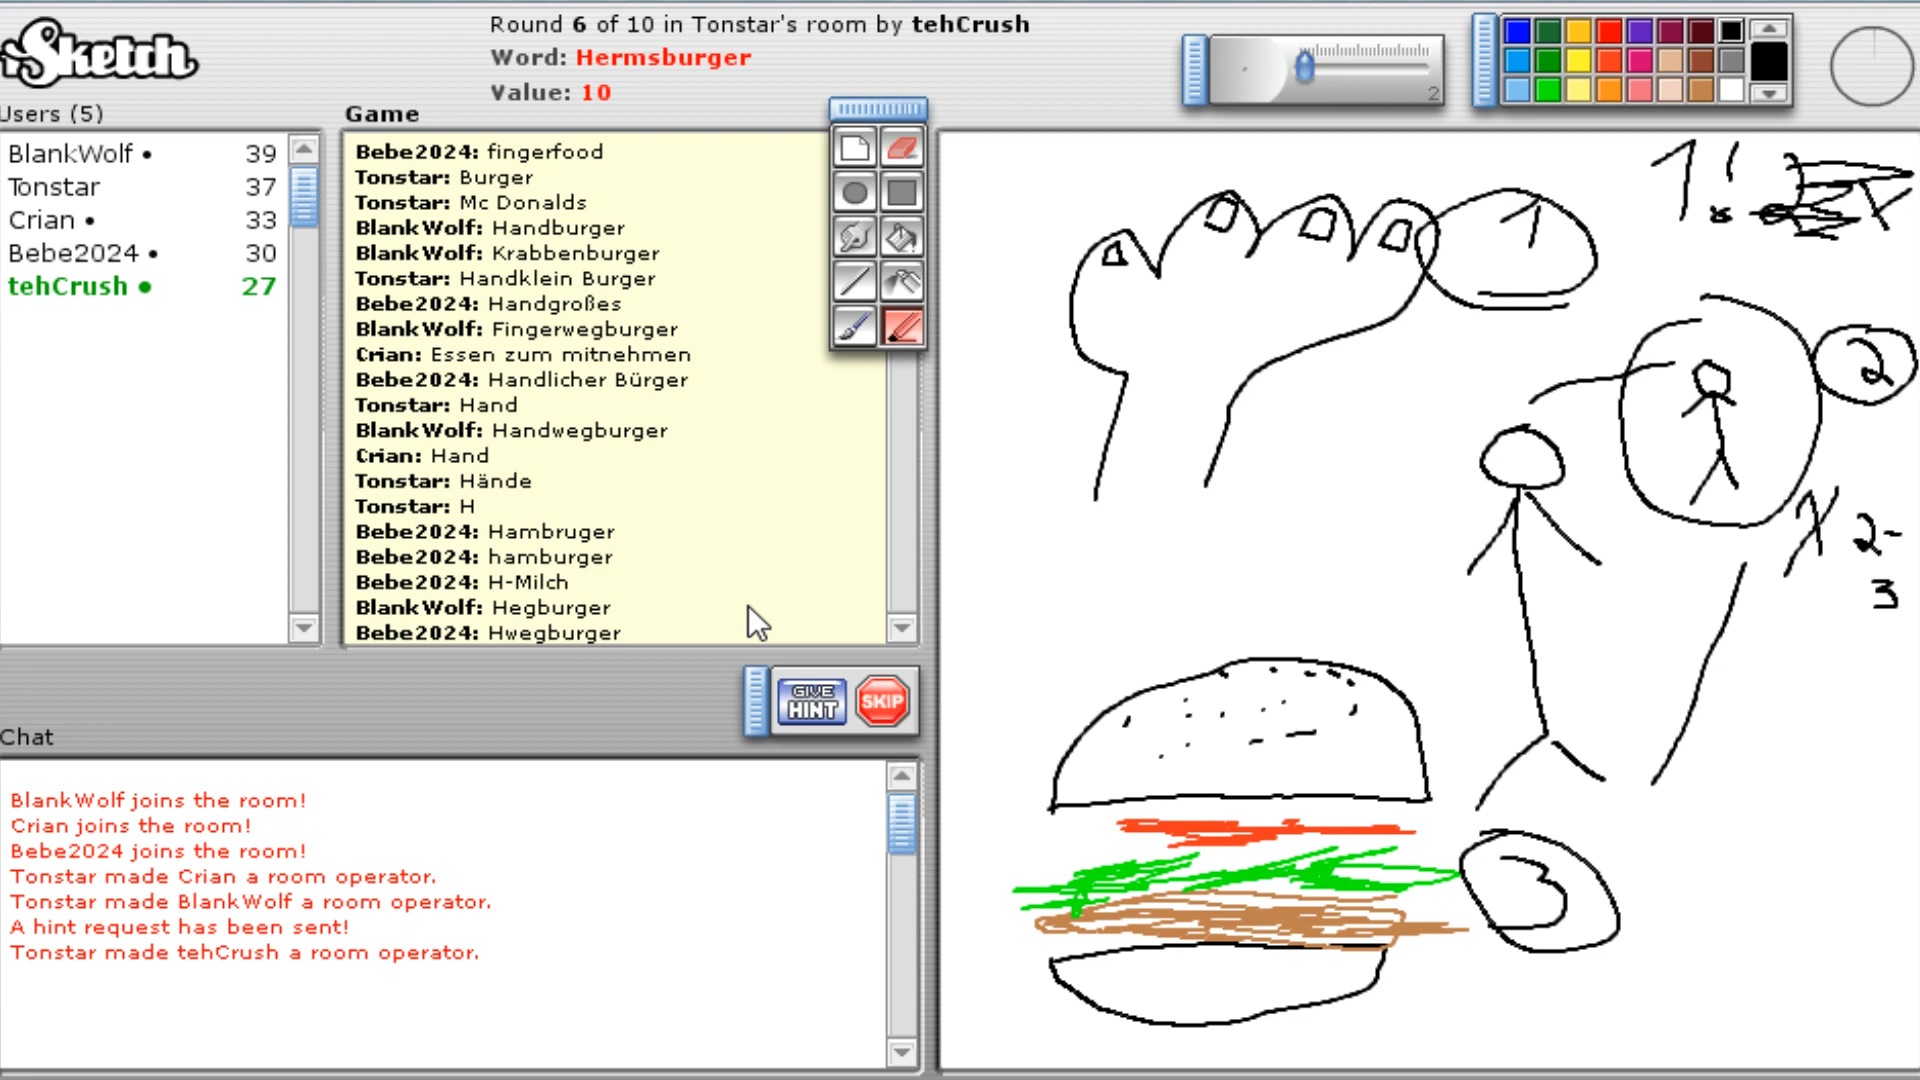 iSketch
Round 6 of 10 in Tonstar's room by tehCrush
Word: Hermsburger
Value: 10
2
Users (5)
BlankWolf • 39
Tonstar 37
Crian • 33
Bebe2024 • 30
tehCrush • 27
Game
Bebe2024: fingerfood
Tonstar: Burger
Tonstar: Mc Donalds
BlankWolf: Handburger
BlankWolf: Krabbenburger
Tonstar: Handklein Burger
Bebe2024: Handgroßes
BlankWolf: Fingerwegburger
Crian: Essen zum mitnehmen
Bebe2024: Handlicher Bürger
Tonstar: Hand
BlankWolf: Handwegburger
Crian: Hand
Tonstar: Hände
Tonstar: H
Bebe2024: Hambruger
Bebe2024: hamburger
Bebe2024: H-Milch
BlankWolf: Hegburger
Bebe2024: Hwegburger
GIVE HINT
SKIP
Chat
BlankWolf joins the room!
Crian joins the room!
Bebe2024 joins the room!
Tonstar made Crian a room operator.
Tonstar made BlankWolf a room operator.
A hint request has been sent!
Tonstar made tehCrush a room operator.
1
2
2-
3
3